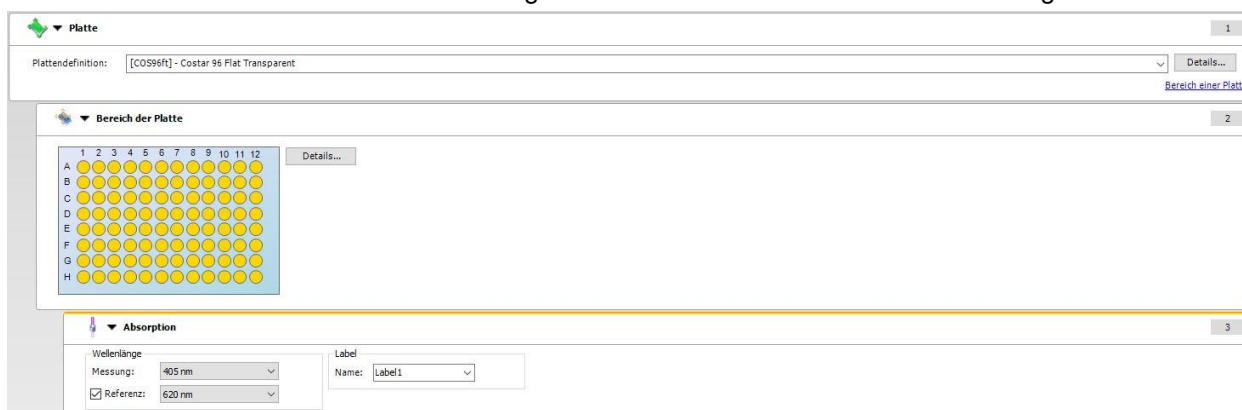 Platte
1
Plattendefinition: [COS96ft] - Costar 96 Flat Transparent Details...
Bereich einer Platt
Bereich der Platte
2
1 2 3 4 5 6 7 8 9 10 11 12
Details...
A
B
C
D
E
F
G
H
Absorption
3
Wellenlänge Label
Messung: 405 nm Name: Label1
Referenz: 620 nm